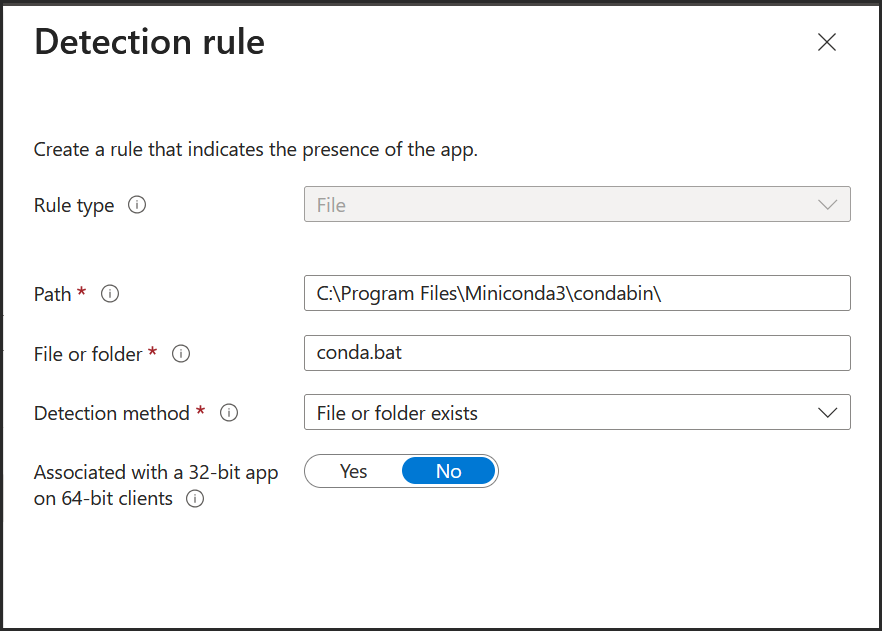 Detection rule
Create a rule that indicates the presence of the app.
Rule type
File
Path *
C:\Program Files\Miniconda3\condabin\
File or folder *
conda.bat
Detection method *
File or folder exists
Associated with a 32-bit app
on 64-bit clients
Yes No